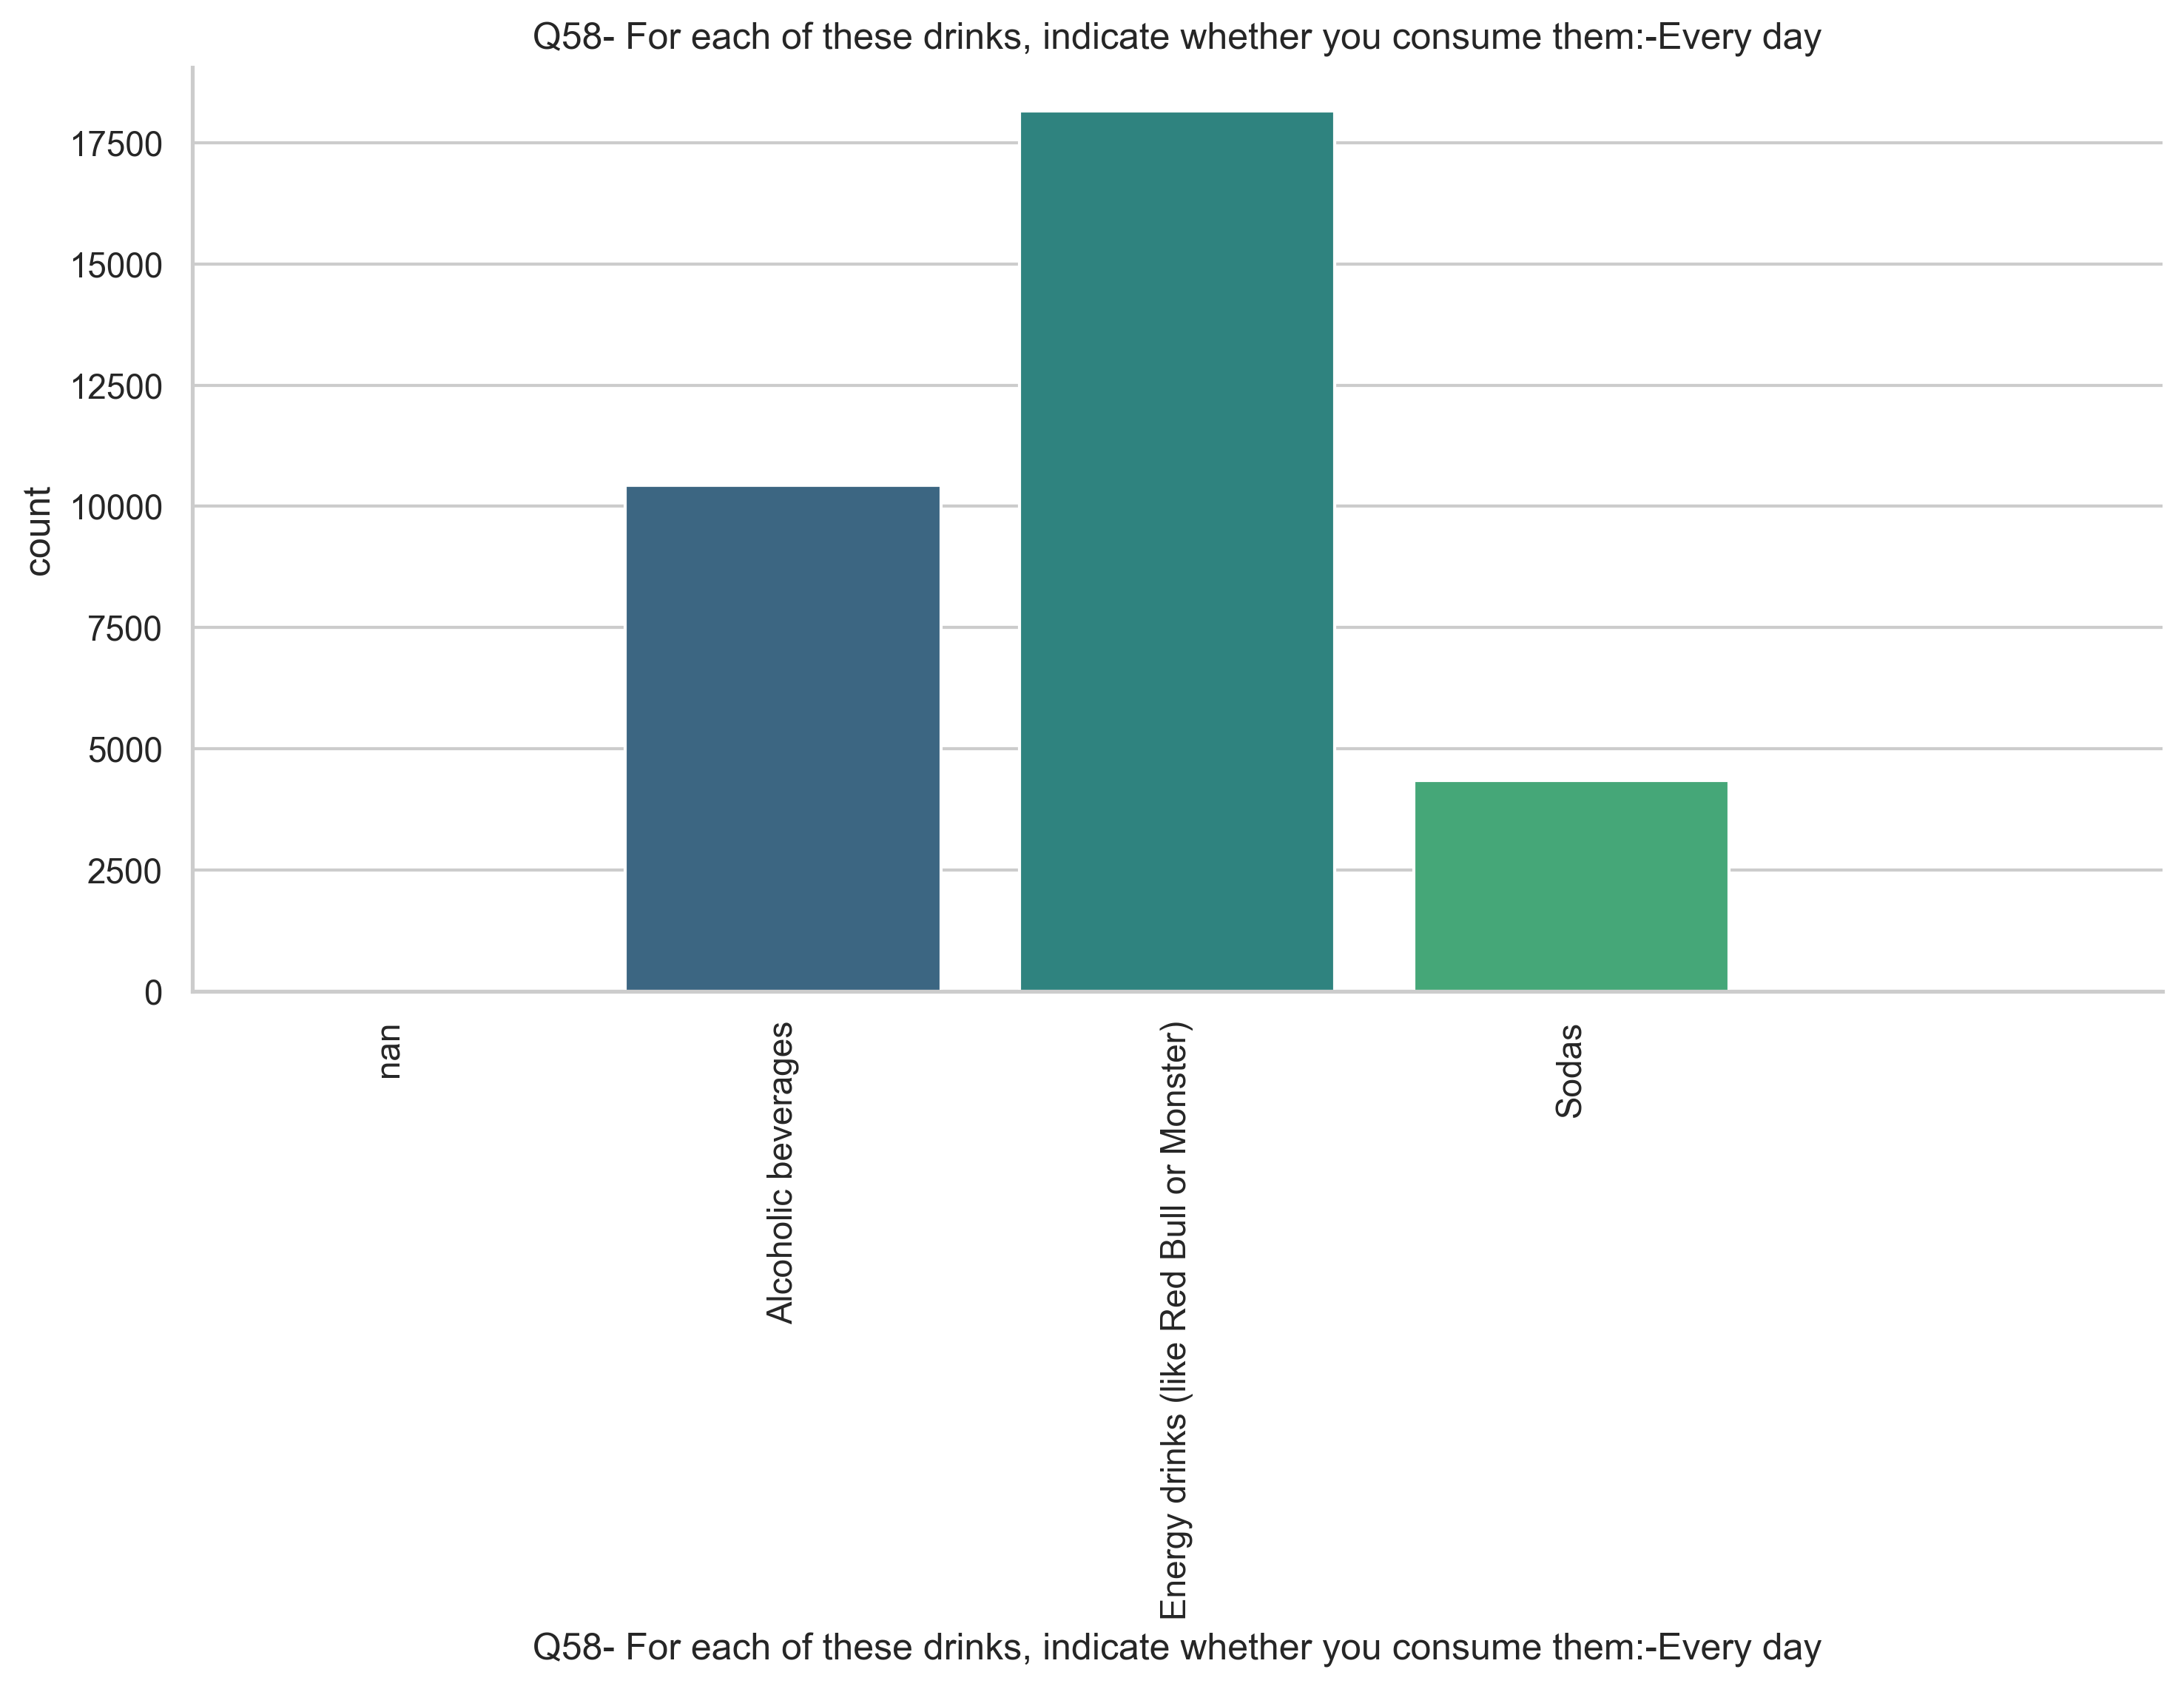 Q58- For each of these drinks, indicate whether you consume them:-Every day
17500
15000
12500
10000
7500
5000
2500
0
count
nan
Alcoholic beverages
Energy drinks (like Red Bull or Monster)
Sodas
Q58- For each of these drinks, indicate whether you consume them:-Every day